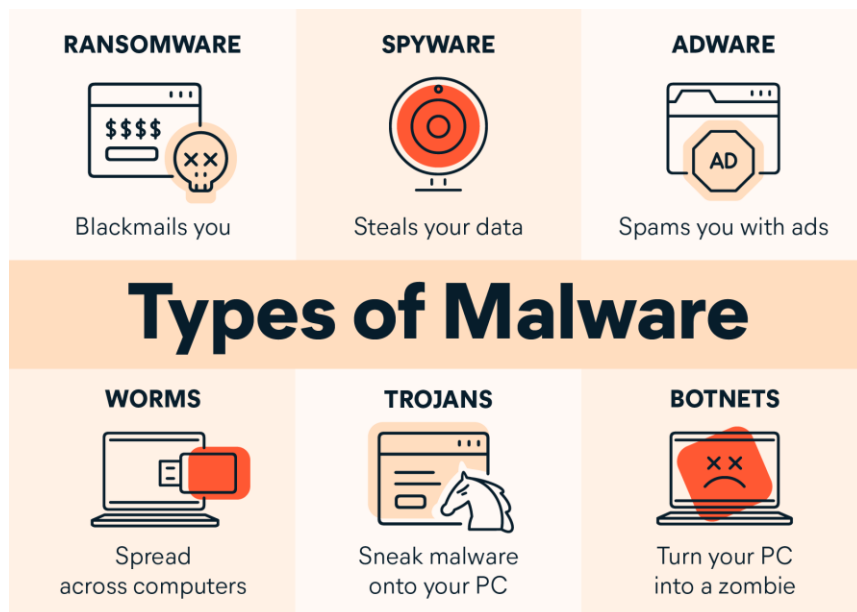 RANSOMWARE
SPYWARE
ADWARE
$$$$
AD
Blackmails you
Steals your data
Spams you with ads
Types of Malware
WORMS
TROJANS
BOTNETS
Spread
across computers
Sneak malware
onto your PC
Turn your PC
into a zombie